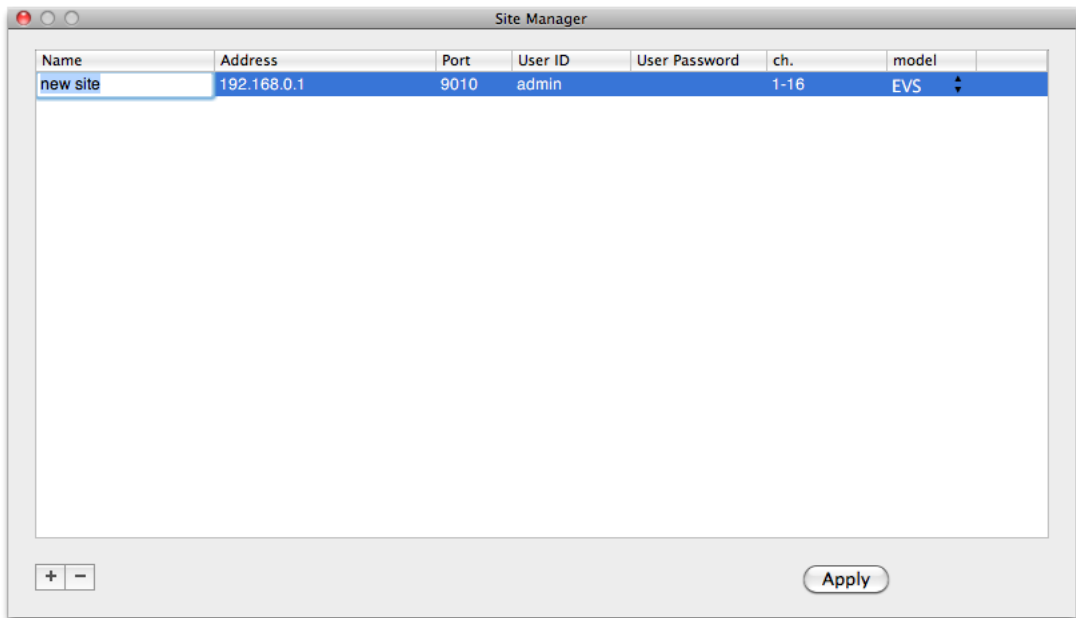 Site Manager
Name Address Port User ID User Password ch. model
new site 192.168.0.1 9010 admin 1-16 EVS
+ − Apply